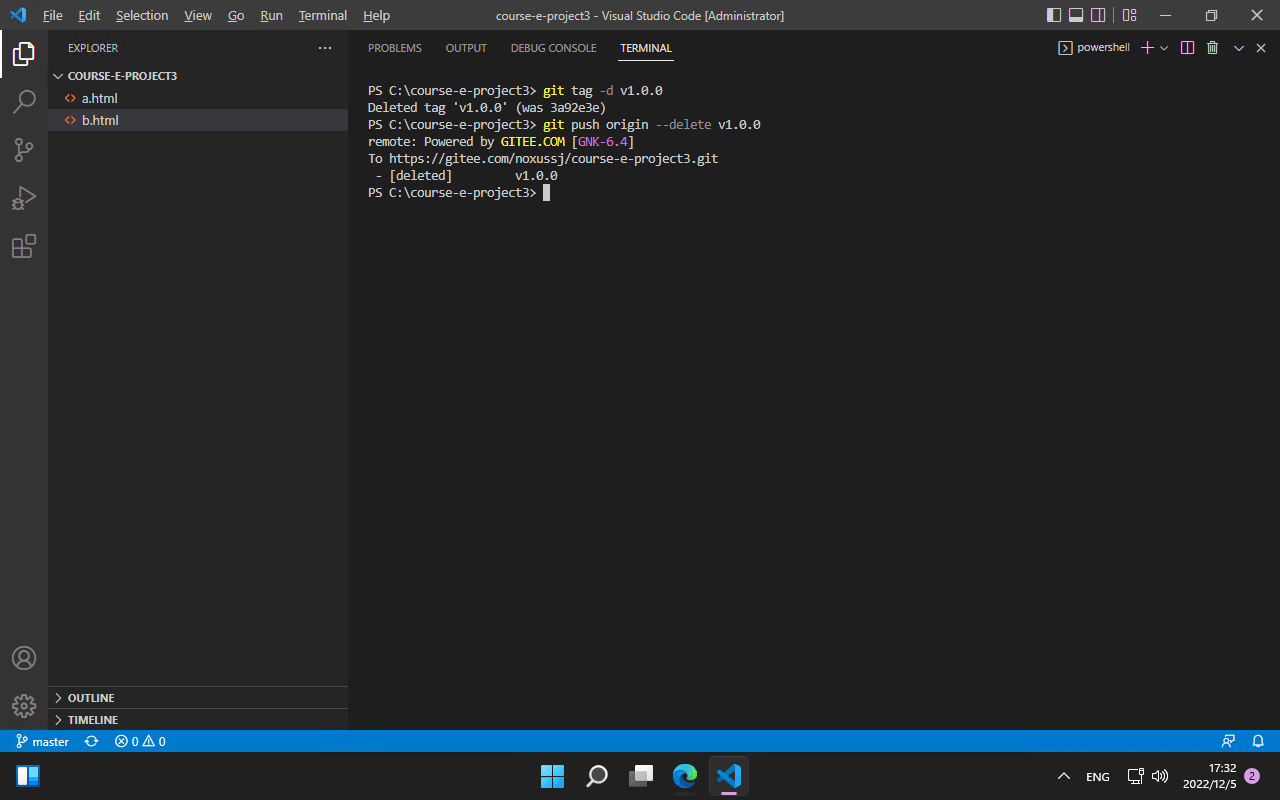 File Edit Selection View Go Run Terminal Help course-e-project3 - Visual Studio Code [Administrator]
EXPLORER
COURSE-E-PROJECT3
a.html
b.html
OUTLINE
TIMELINE
PROBLEMS OUTPUT DEBUG CONSOLE TERMINAL powershell
PS C:\course-e-project3> git tag -d v1.0.0
Deleted tag 'v1.0.0' (was 3a92e3e)
PS C:\course-e-project3> git push origin --delete v1.0.0
remote: Powered by GITEE.COM [GNK-6.4]
To https://gitee.com/noxussj/course-e-project3.git
 - [deleted]         v1.0.0
PS C:\course-e-project3>
master 0 0
ENG 17:32
2022/12/5 2